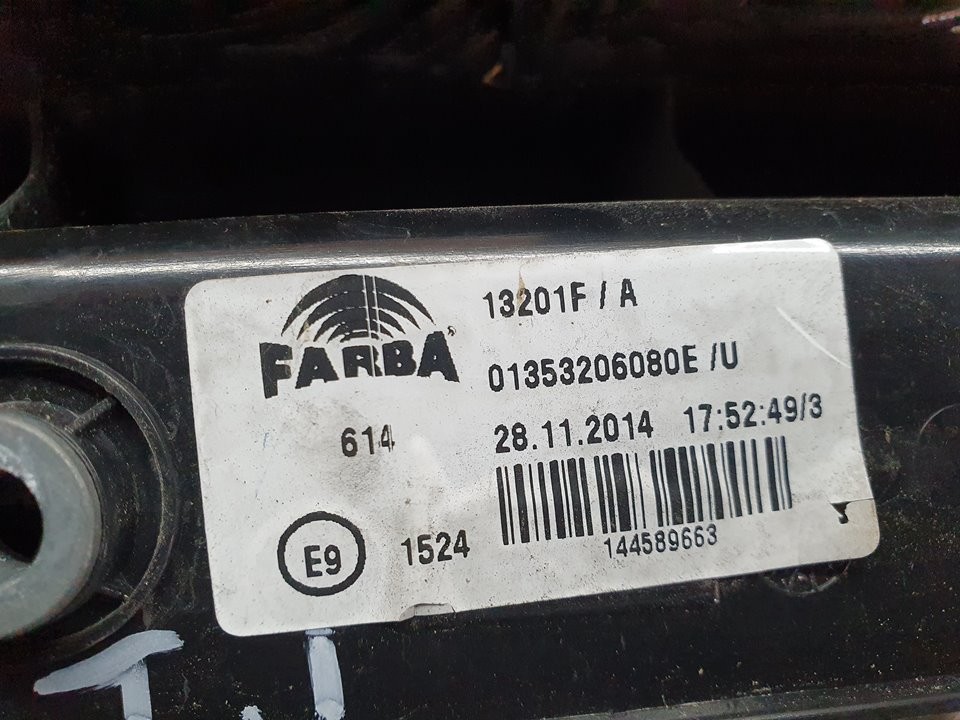 FARBA
13201F / A
01353206080E /U
614
28.11.2014 17:52:49/3
E9
1524
144589663